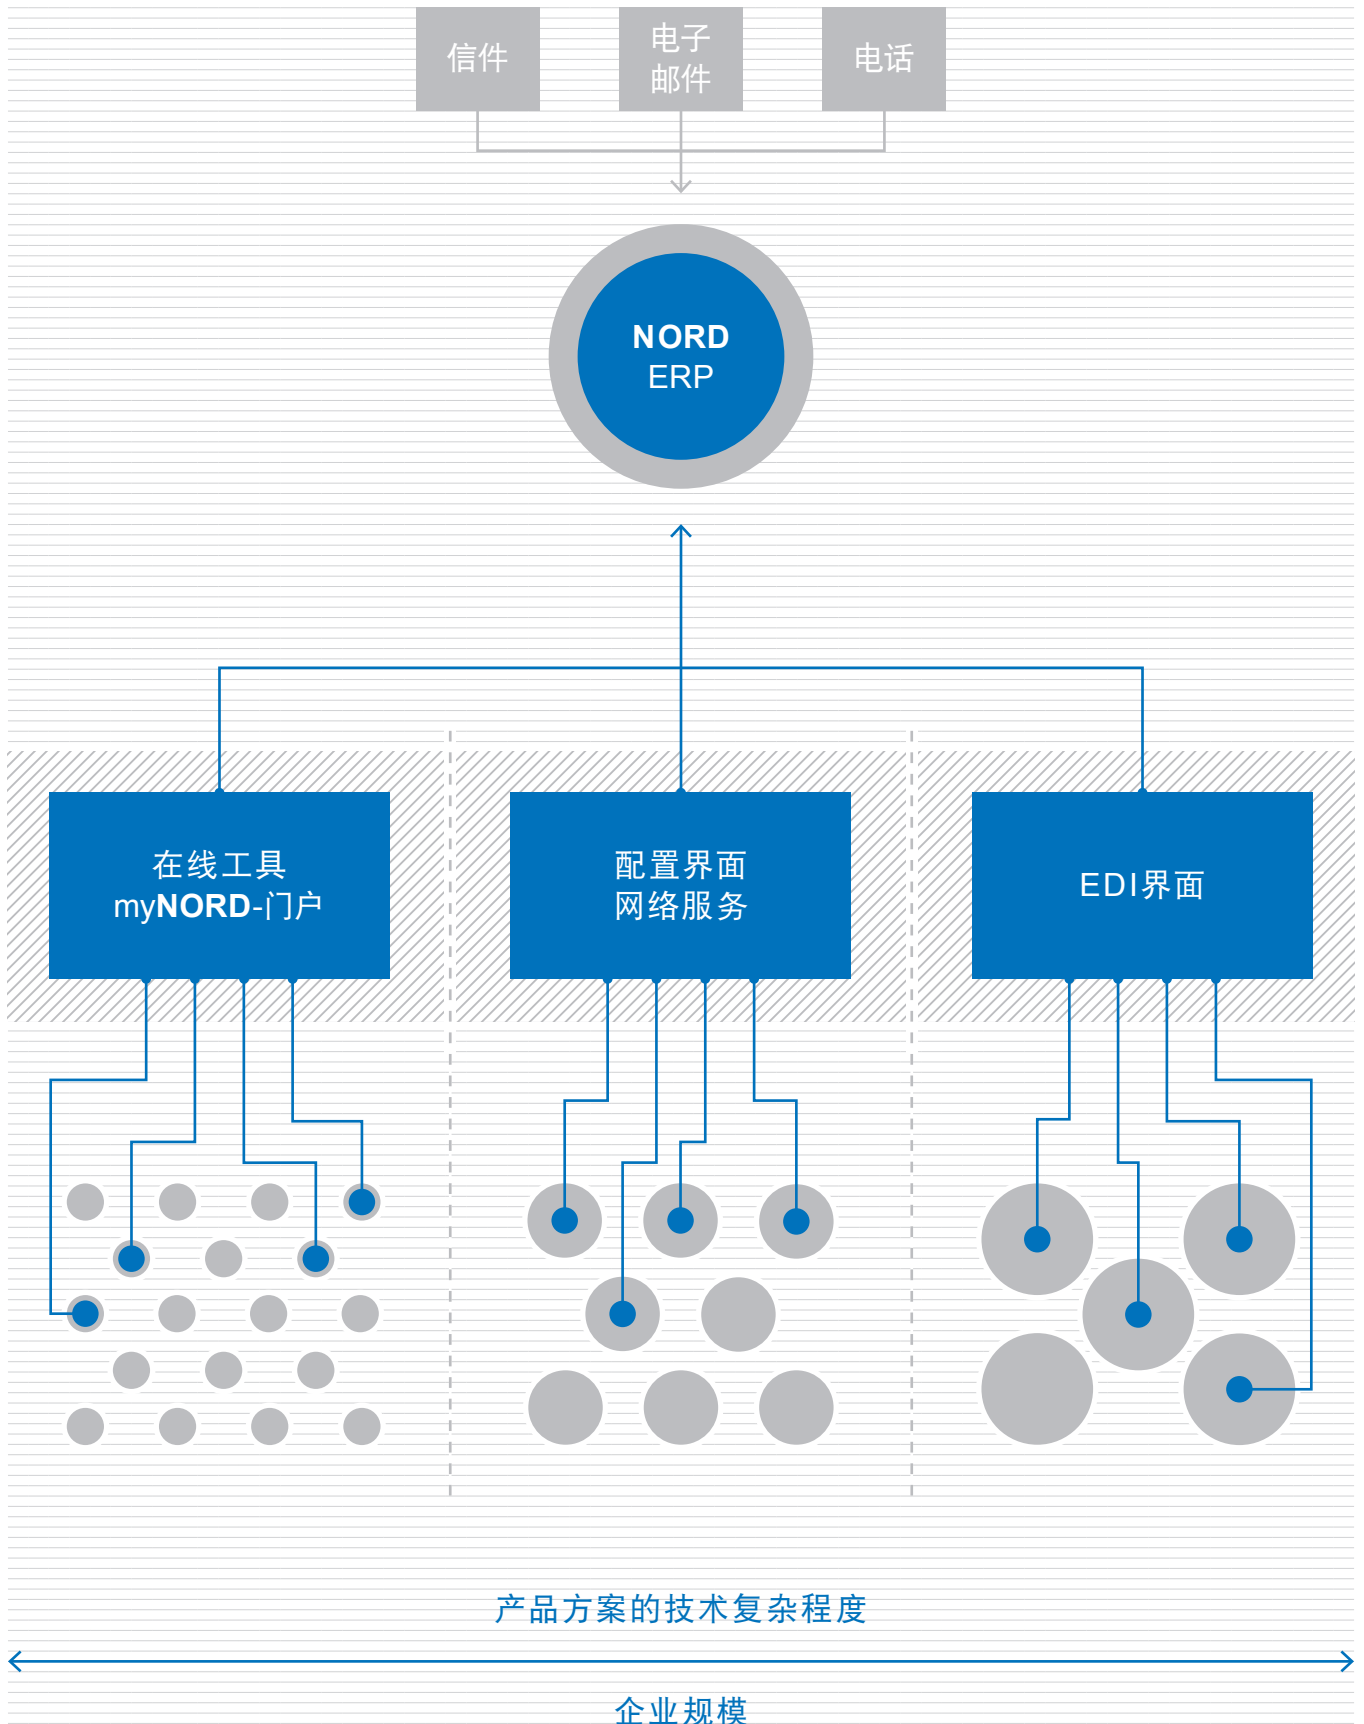 信件
电子
邮件
电话
NORD
ERP
在线工具
myNORD-门户
配置界面
网络服务
EDI界面
产品方案的技术复杂程度
企业规模